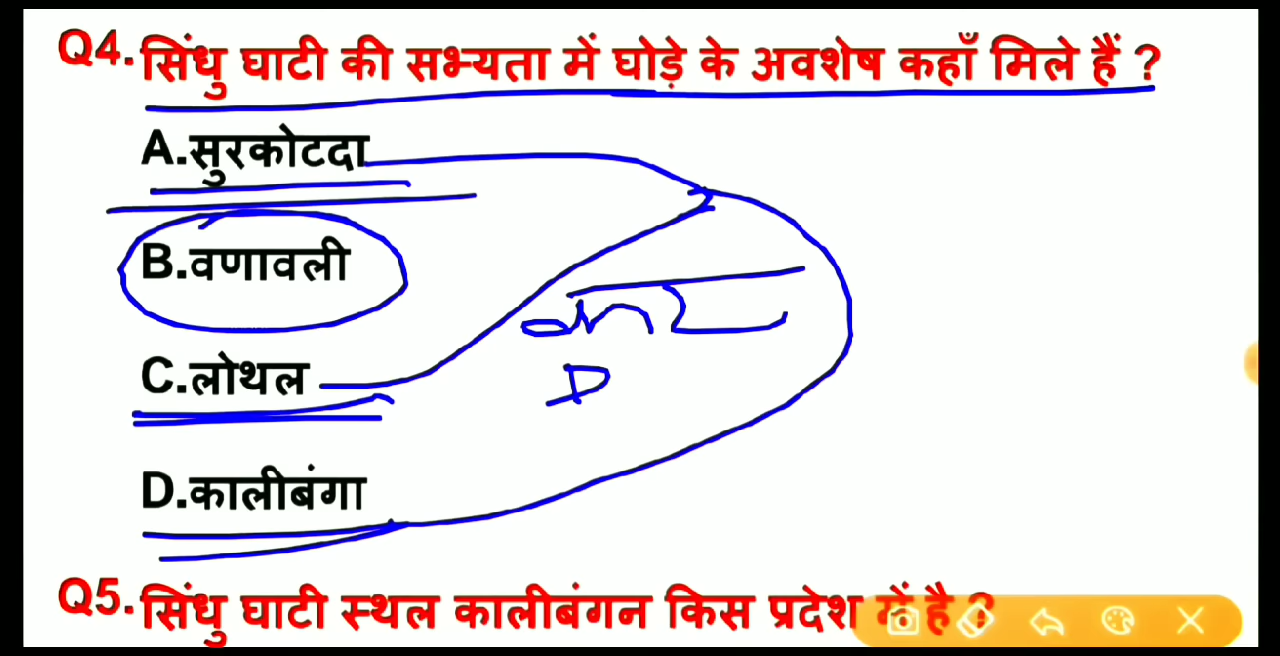 Q4. सिंधु घाटी की सभ्यता में घोड़े के अवशेष कहाँ मिले हैं ?
A.सुरकोटदा
B.वणावली
C.लोथल
D
D.कालीबंगा
Q5. सिंधु घाटी स्थल कालीबंगन किस प्रदेश में है ?